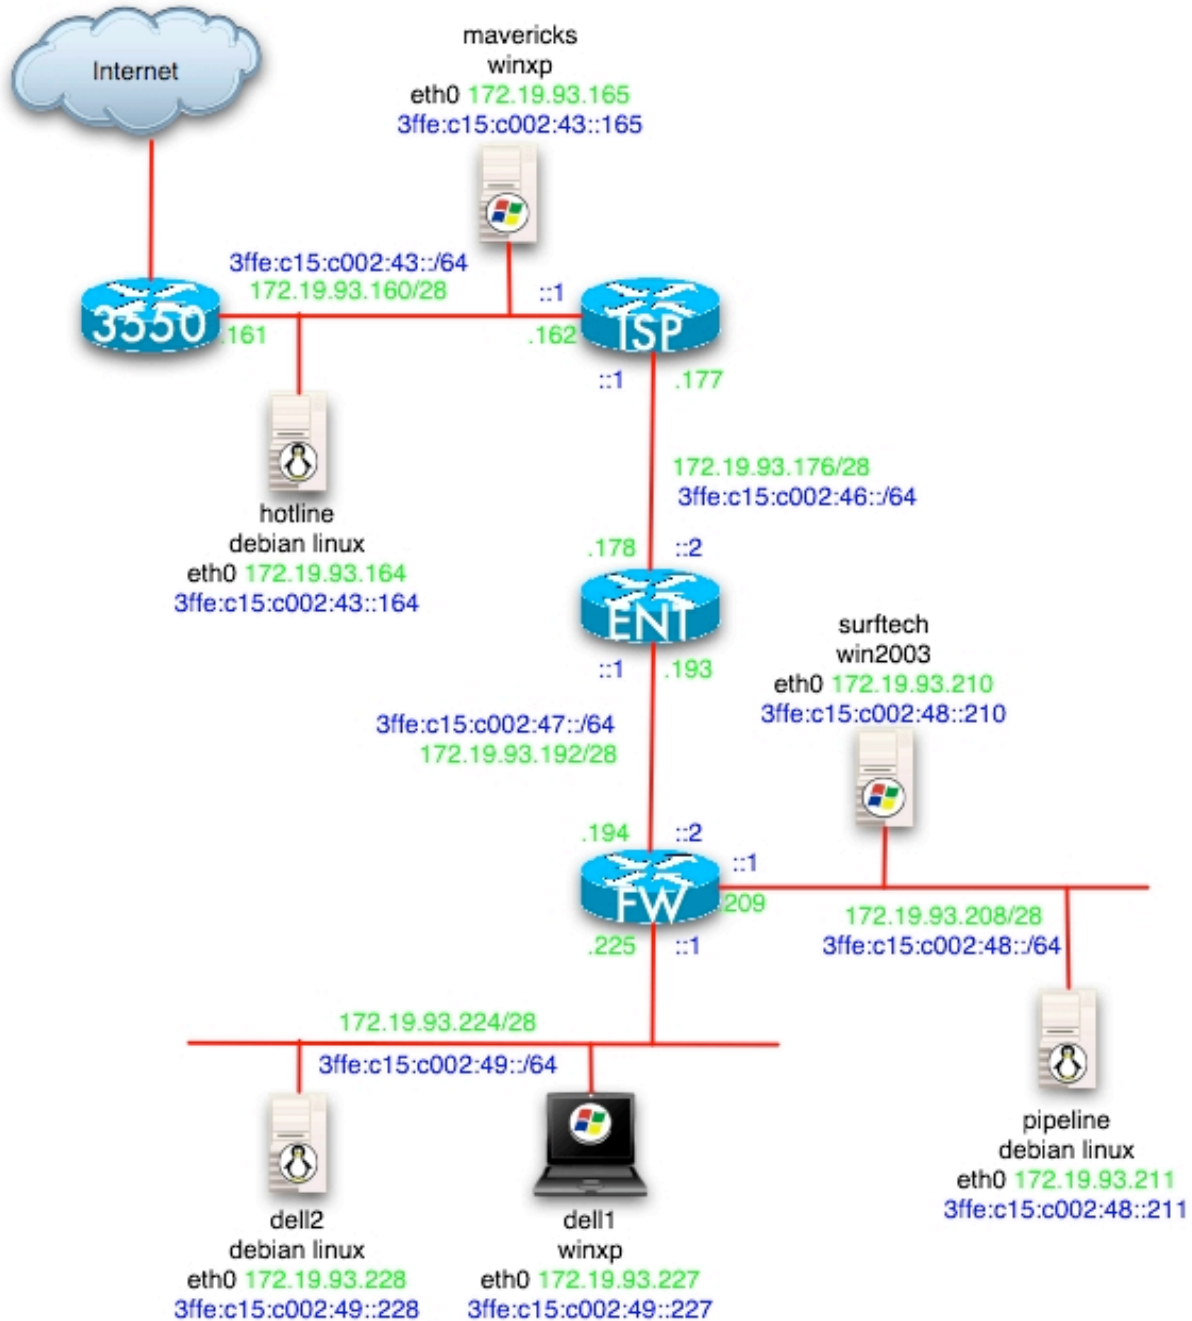 Internet
mavericks
winxp
eth0 172.19.93.165
3ffe:c15:c002:43::165
3ffe:c15:c002:43::/64
172.19.93.160/28
::1
3550
.161
.162
ISP
::1
.177
hotline
debian linux
eth0 172.19.93.164
3ffe:c15:c002:43::164
172.19.93.176/28
3ffe:c15:c002:46::/64
.178
::2
ENT
::1
.193
surftech
win2003
eth0 172.19.93.210
3ffe:c15:c002:48::210
3ffe:c15:c002:47::/64
172.19.93.192/28
.194
::2
::1
FW
.209
172.19.93.208/28
3ffe:c15:c002:48::/64
.225
::1
172.19.93.224/28
3ffe:c15:c002:49::/64
pipeline
debian linux
eth0 172.19.93.211
3ffe:c15:c002:48::211
dell2
debian linux
eth0 172.19.93.228
3ffe:c15:c002:49::228
dell1
winxp
eth0 172.19.93.227
3ffe:c15:c002:49::227